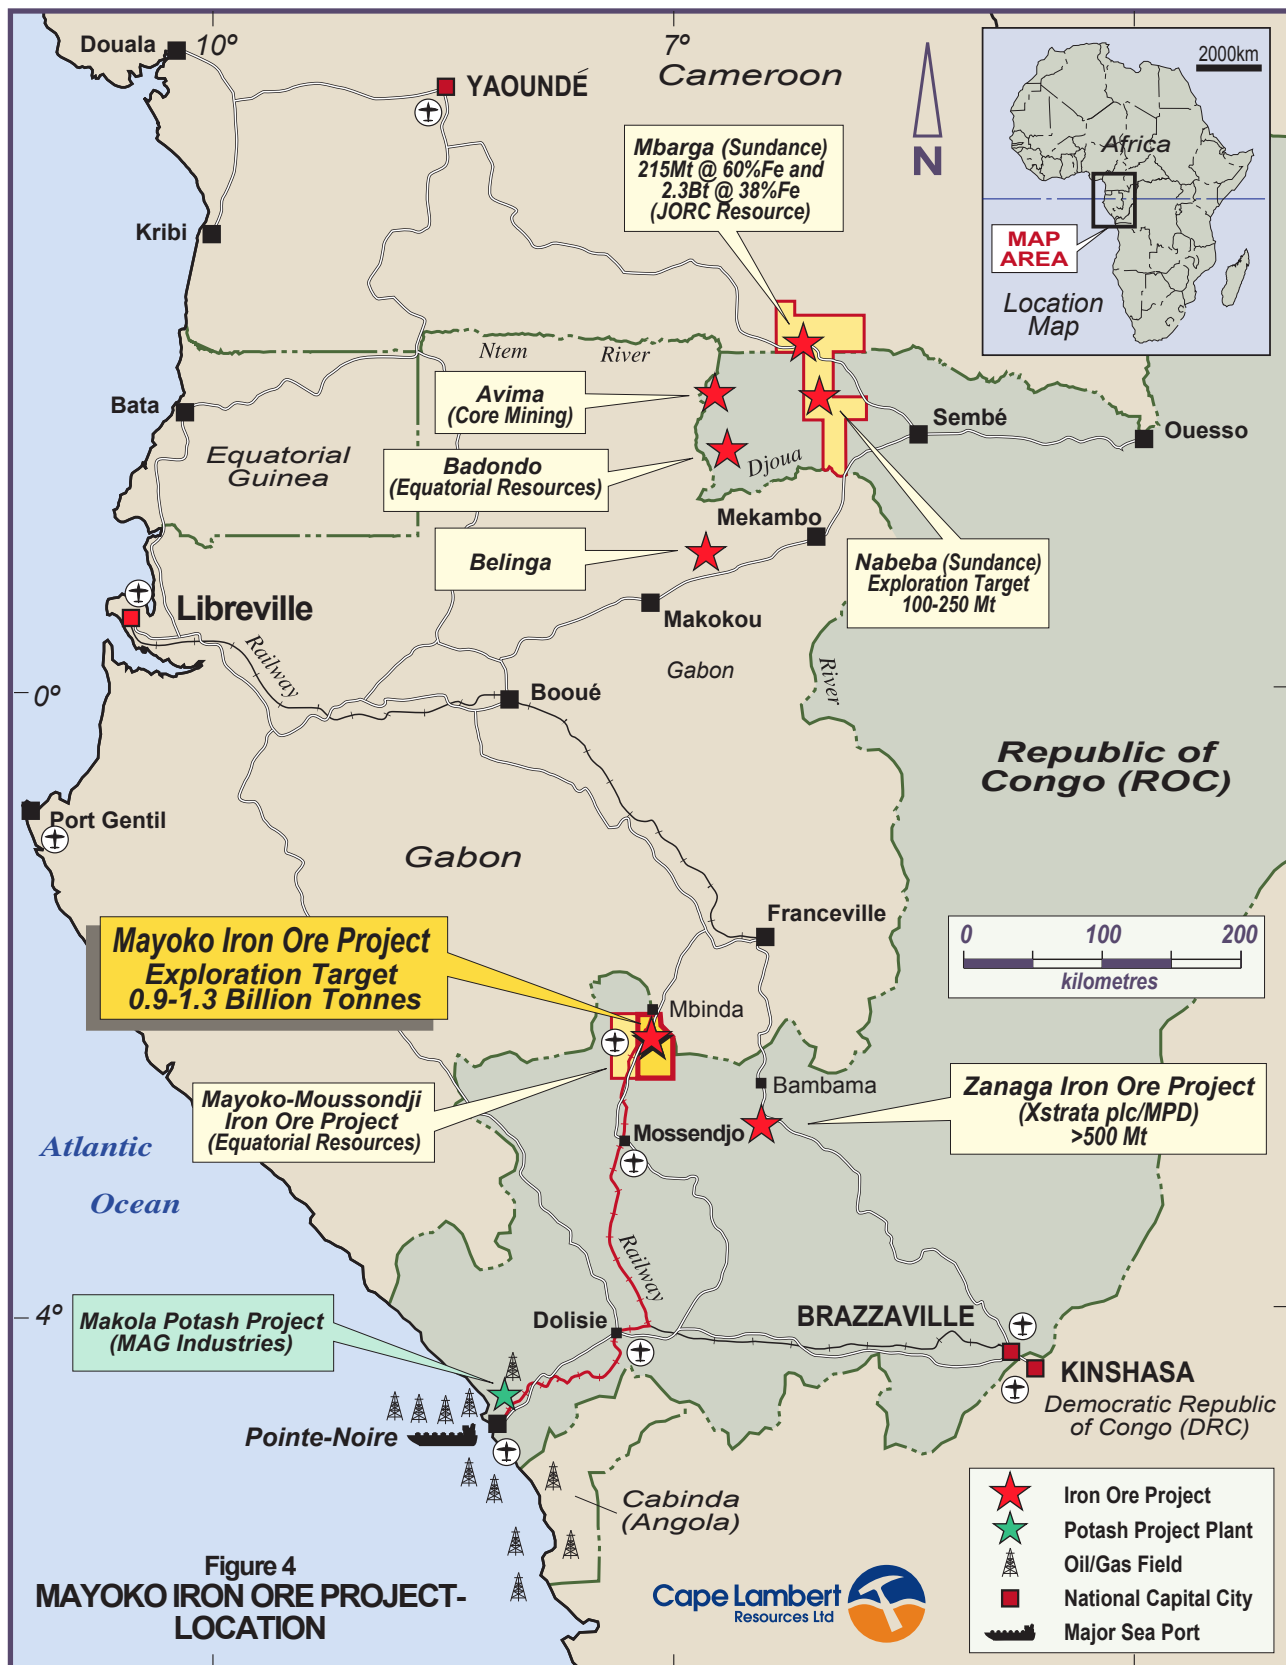 Douala
10º
7º
Cameroon
YAOUNDÉ
N
2000km
Africa
MAP
AREA
Location
Map
Mbarga (Sundance)
215Mt @ 60%Fe and
2.3Bt @ 38%Fe
(JORC Resource)
Kribi
Ntem
River
Avima
(Core Mining)
Bata
Sembé
Ouesso
Equatorial
Guinea
Badondo
(Equatorial Resources)
Djoua
Mekambo
Belinga
Nabeba (Sundance)
Exploration Target
100-250 Mt
Libreville
Makokou
Railway
Gabon
River
0º
Booué
Republic of
Congo (ROC)
Port Gentil
Gabon
Franceville
0
100
200
kilometres
Mayoko Iron Ore Project
Exploration Target
0.9-1.3 Billion Tonnes
Mbinda
Bambama
Zanaga Iron Ore Project
(Xstrata plc/MPD)
>500 Mt
Mayoko-Moussondji
Iron Ore Project
(Equatorial Resources)
Mossendjo
Atlantic
Ocean
Railway
4º
Makola Potash Project
(MAG Industries)
Dolisie
BRAZZAVILLE
KINSHASA
Democratic Republic
of Congo (DRC)
Pointe-Noire
Cabinda
(Angola)
Iron Ore Project
Potash Project Plant
Oil/Gas Field
National Capital City
Major Sea Port
Figure 4
MAYOKO IRON ORE PROJECT-
LOCATION
Cape Lambert
Resources Ltd